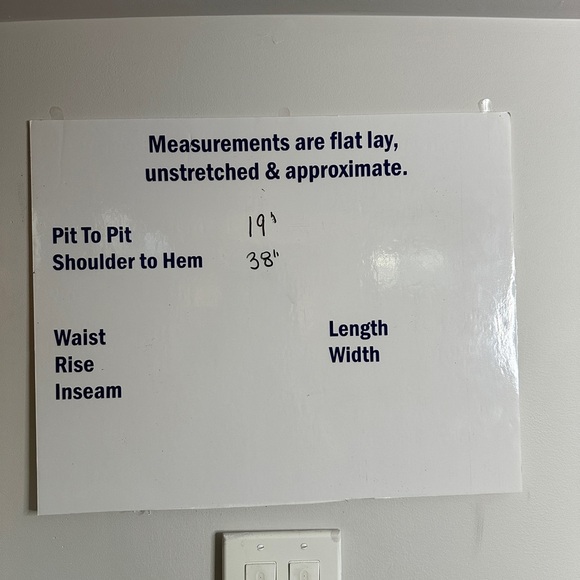 Measurements are flat lay,
unstretched & approximate.
Pit To Pit 19"
Shoulder to Hem 38"
Waist
Rise
Inseam
Length
Width